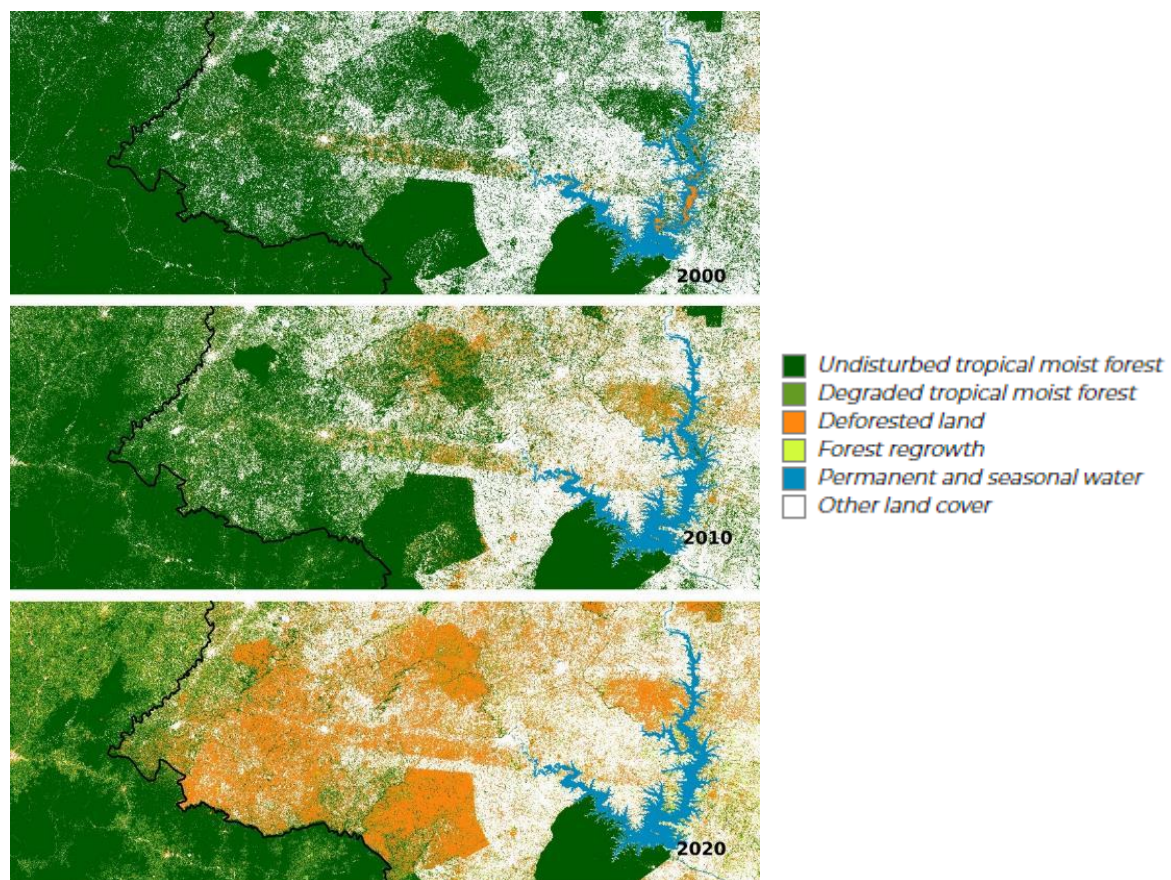 2000
2010
2020
Undisturbed tropical moist forest
Degraded tropical moist forest
Deforested land
Forest regrowth
Permanent and seasonal water
Other land cover